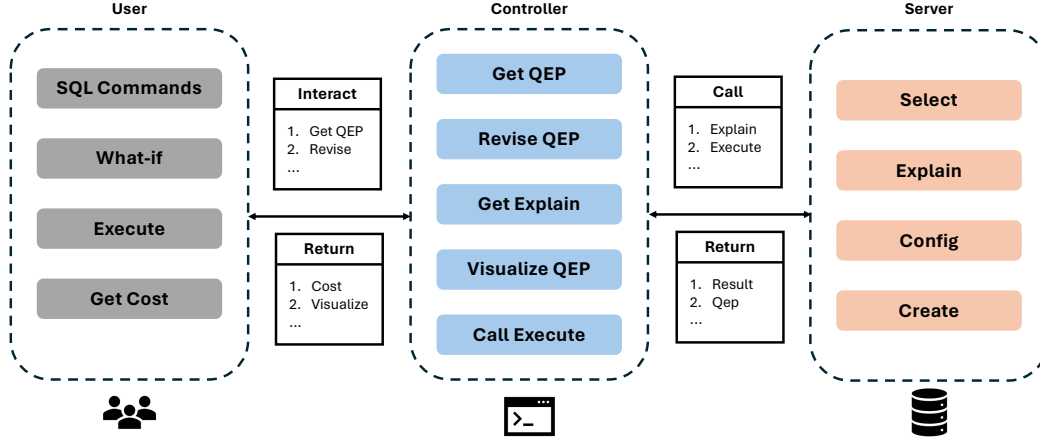 User
Controller
Server
SQL Commands
What-if
Execute
Get Cost
Interact
1. Get QEP
2. Revise
...
Return
1. Cost
2. Visualize
...
Get QEP
Revise QEP
Get Explain
Visualize QEP
Call Execute
Call
1. Explain
2. Execute
...
Return
1. Result
2. Qep
...
Select
Explain
Config
Create